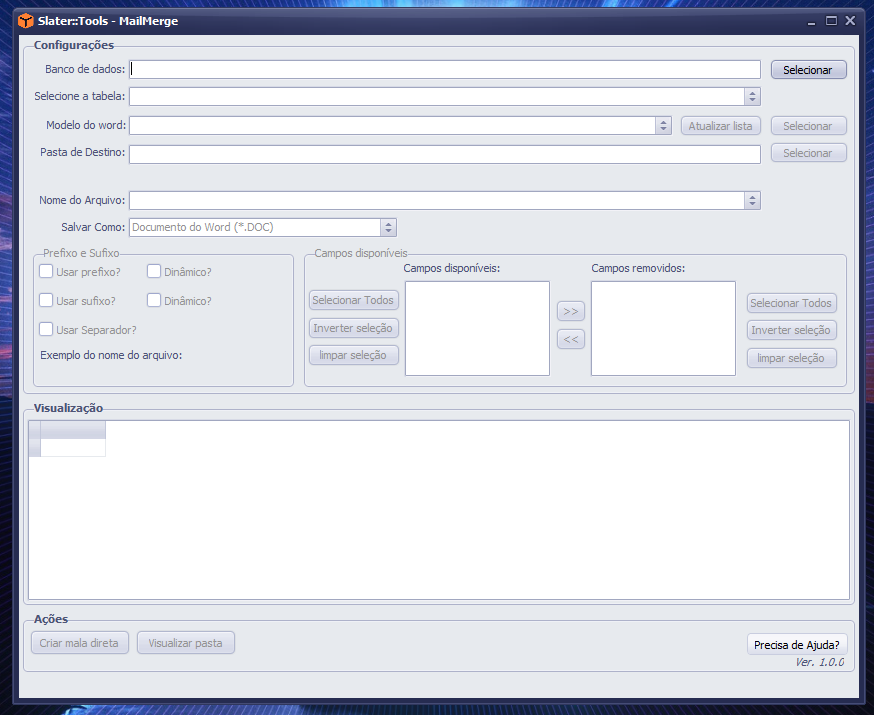 Slater::Tools - MailMerge
Configurações
Banco de dados:
Selecionar
Selecione a tabela:
Modelo do word:
Atualizar lista
Selecionar
Pasta de Destino:
Selecionar
Nome do Arquivo:
Salvar Como:
Documento do Word (*.DOC)
Prefixo e Sufixo
Usar prefixo?
Dinâmico?
Usar sufixo?
Dinâmico?
Usar Separador?
Exemplo do nome do arquivo:
Campos disponíveis
Campos disponíveis:
Campos removidos:
Selecionar Todos
Inverter seleção
limpar seleção
>>
<<
Selecionar Todos
Inverter seleção
limpar seleção
Visualização
Ações
Criar mala direta
Visualizar pasta
Precisa de Ajuda?
Ver. 1.0.0